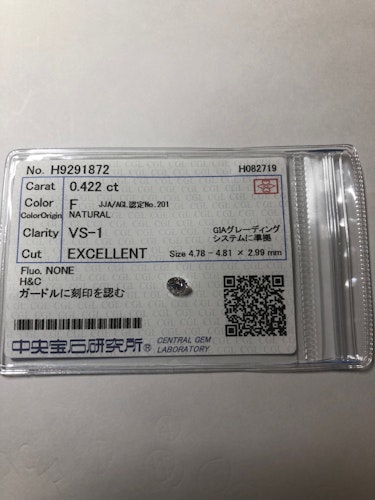 No. H9291872 H082719
Carat 0.422 ct
Color F JJA/AGL認定No.201
ColorOrigin NATURAL
Clarity VS-1 GIAグレーディング
システムに準拠
Cut EXCELLENT Size 4.78 - 4.81 × 2.99 mm
Fluo. NONE
H&C
ガードルに刻印を認む
中央宝石研究所® CENTRAL GEM
LABORATORY